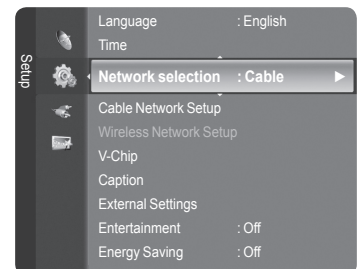 Setup
Language : English
Time
Network selection : Cable
Cable Network Setup
Wireless Network Setup
V-Chip
Caption
External Settings
Entertainment : Off
Energy Saving : Off